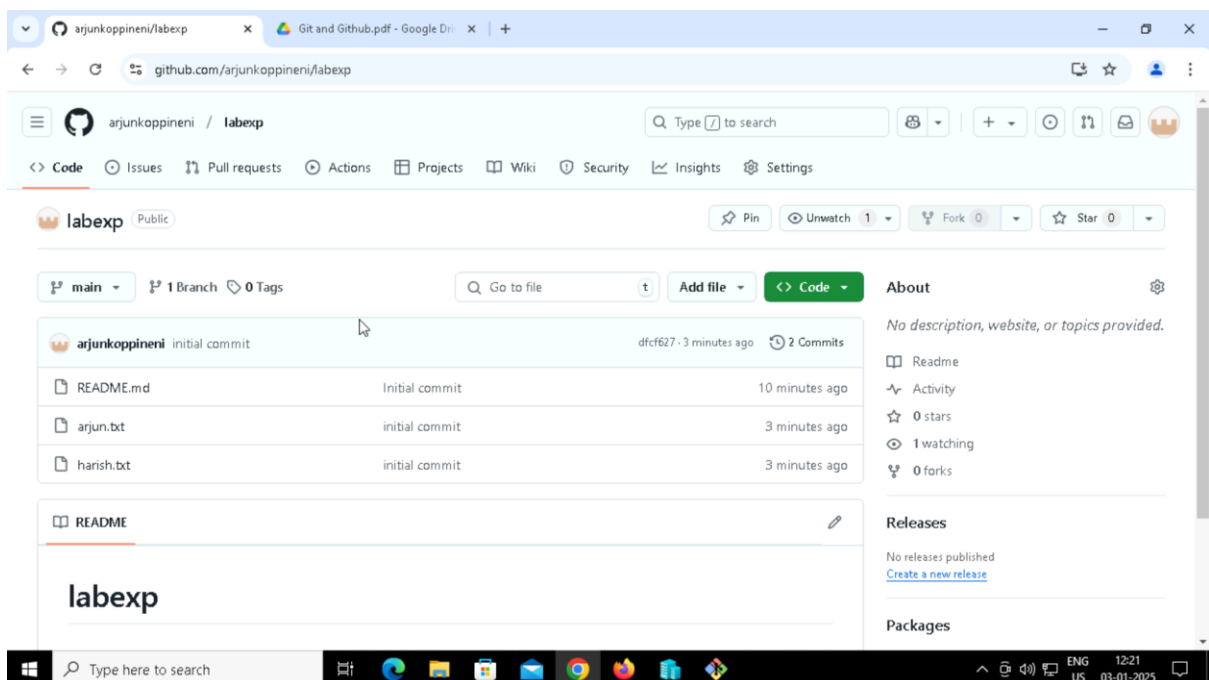 arjunkoppineni/labexp
Git and Github.pdf - Google Dri
github.com/arjunkoppineni/labexp
arjunkoppineni / labexp
Type / to search
Code Issues Pull requests Actions Projects Wiki Security Insights Settings
labexp Public
Pin Unwatch 1 Fork 0 Star 0
main 1 Branch 0 Tags
Go to file t
Add file
Code
About
No description, website, or topics provided.
arjunkoppineni initial commit dfcf627 · 3 minutes ago 2 Commits
README.md Initial commit 10 minutes ago
arjun.txt initial commit 3 minutes ago
harish.txt initial commit 3 minutes ago
Readme
Activity
0 stars
1 watching
0 forks
README
labexp
Releases
No releases published
Create a new release
Packages
Type here to search
ENG
US
12:21
03-01-2025